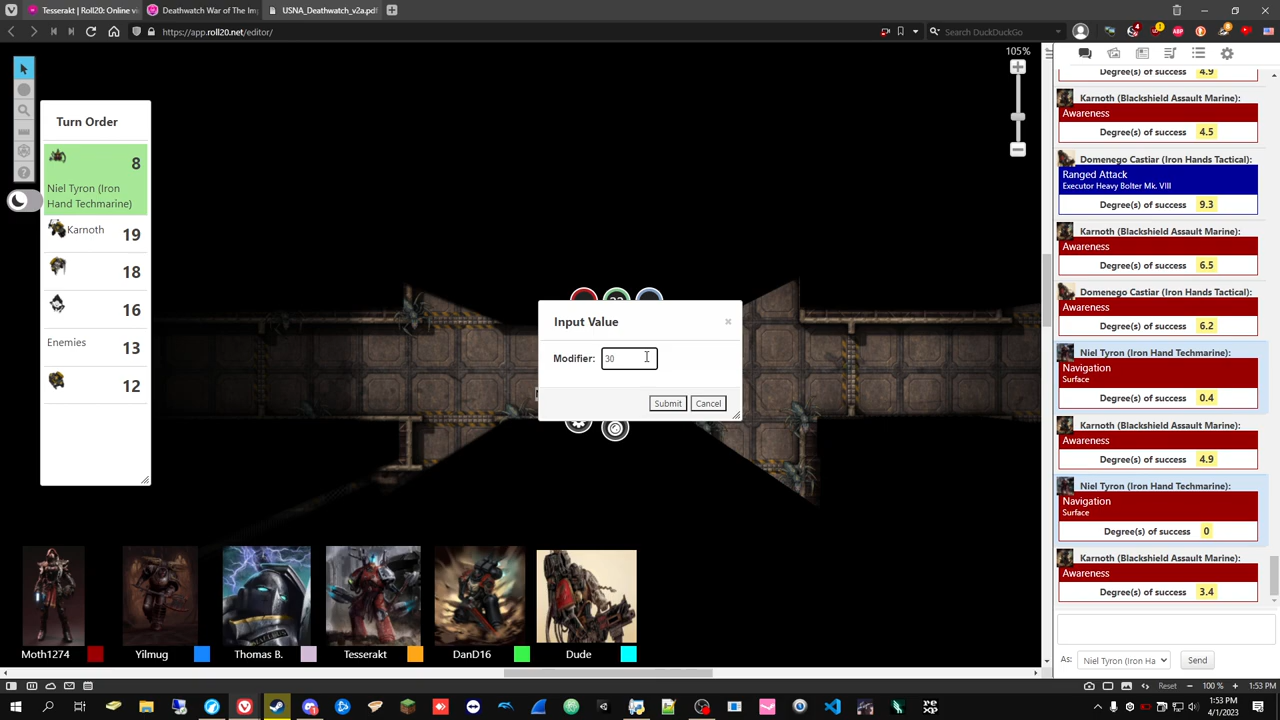 Tesserakt | Roll20: Online vi
Deathwatch War of The Im
USNA_Deathwatch_v2a.pdf
https://app.roll20.net/editor/
Search DuckDuckGo
105%
Turn Order
8
Niel Tyron (Iron
Hand Techmarine)
Karnoth 19
18
16
Enemies 13
12
Input Value
Modifier: 30
Submit Cancel
Moth1274
Yilmug
Thomas B.
Tesserakt
DanD16
Dude
Degree(s) of success 4.9
Karnoth (Blackshield Assault Marine):
Awareness
Degree(s) of success 4.5
Domenego Castiar (Iron Hands Tactical):
Ranged Attack
Executor Heavy Bolter Mk. VIII
Degree(s) of success 9.3
Karnoth (Blackshield Assault Marine):
Awareness
Degree(s) of success 6.5
Domenego Castiar (Iron Hands Tactical):
Awareness
Degree(s) of success 6.2
Niel Tyron (Iron Hand Techmarine):
Navigation
Surface
Degree(s) of success 0.4
Karnoth (Blackshield Assault Marine):
Awareness
Degree(s) of success 4.9
Niel Tyron (Iron Hand Techmarine):
Navigation
Surface
Degree(s) of success 0
Karnoth (Blackshield Assault Marine):
Awareness
Degree(s) of success 3.4
As: Niel Tyron (Iron Ha Send
Reset 100 % 1:53 PM
1:53 PM
4/1/2023